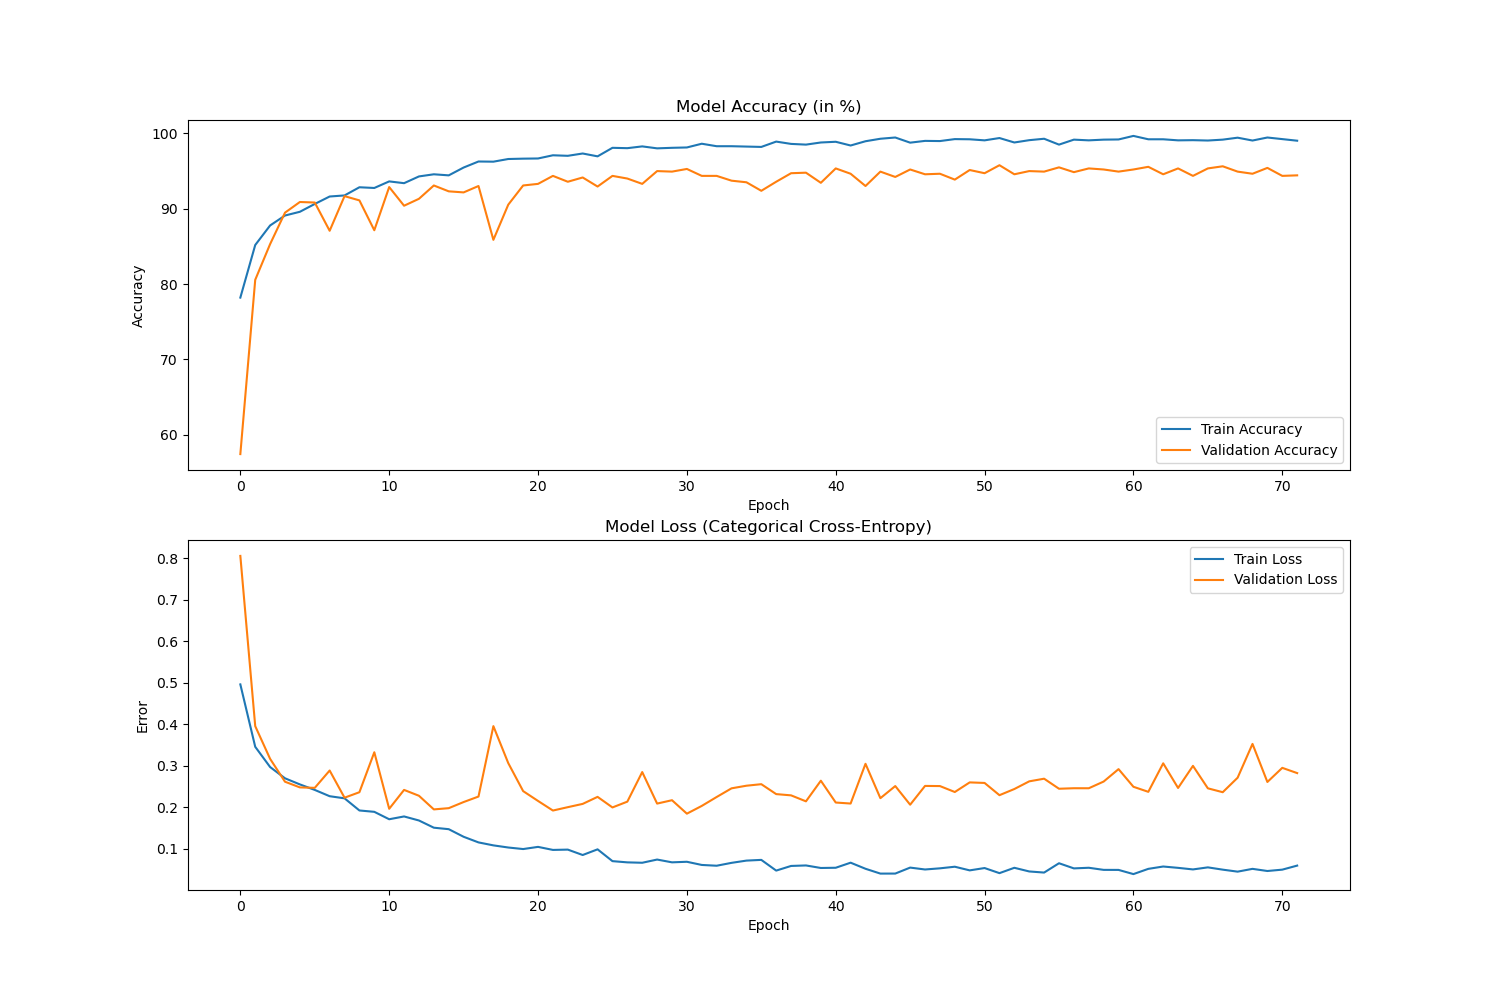 Model Accuracy (in %)
100
90
80
70
60
Accuracy
Train Accuracy
Validation Accuracy
0 10 20 30 40 50 60 70
Epoch
Model Loss (Categorical Cross-Entropy)
0.8
0.7
0.6
0.5
0.4
0.3
0.2
0.1
Error
Train Loss
Validation Loss
0 10 20 30 40 50 60 70
Epoch